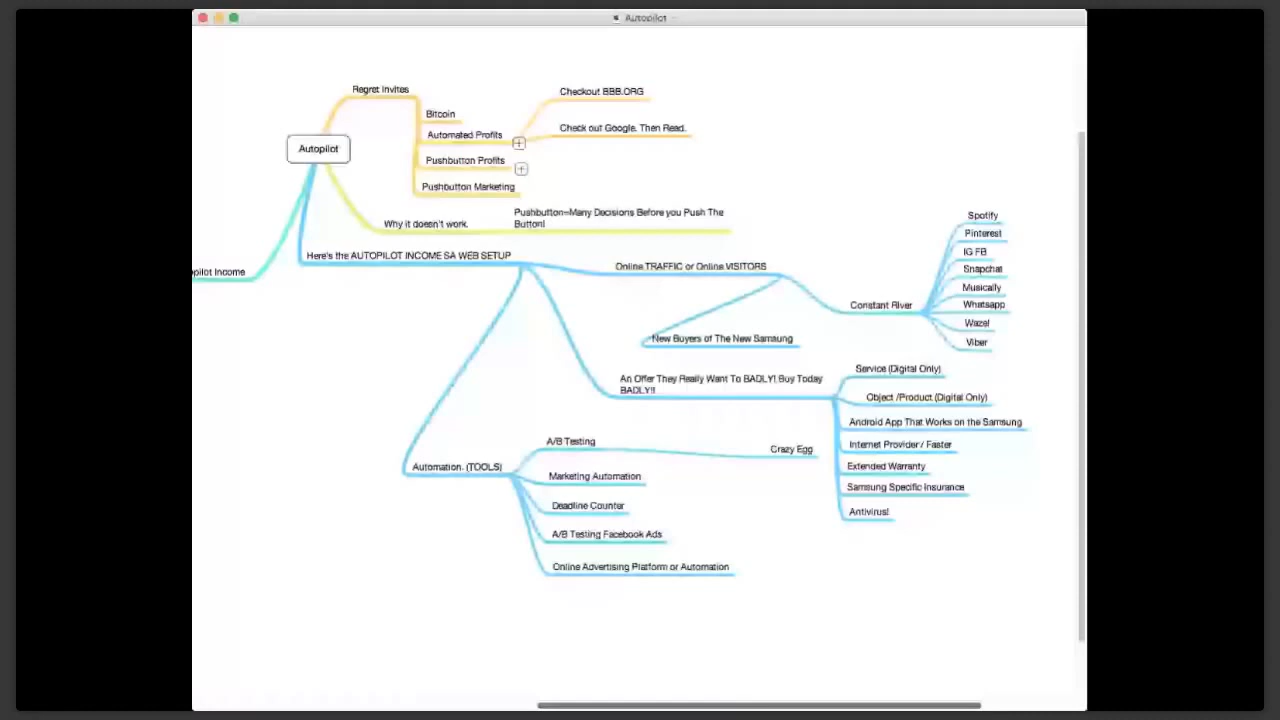 Autopilot
Regret Invites
Checkout BBB.ORG
Bitcoin
Automated Profits
Check out Google. Then Read.
Autopilot
Pushbutton Profits
Pushbutton Marketing
Why it doesn't work.
Pushbutton=Many Decisions Before you Push The
Button!
Here's the AUTOPILOT INCOME SA WEB SETUP
opilot Income
Online TRAFFIC or Online VISITORS
Constant River
Spotify
Pinterest
IG FB
Snapchat
Musically
Whatsapp
Waze!
Viber
New Buyers of The New Samsung
An Offer They Really Want To BADLY! Buy Today
BADLY!!
Service (Digital Only)
Object /Product (Digital Only)
Android App That Works on the Samsung
Internet Provider / Faster
Extended Warranty
Samsung Specific Insurance
Antivirus!
Automation. (TOOLS)
A/B Testing
Crazy Egg
Marketing Automation
Deadline Counter
A/B Testing Facebook Ads
Online Advertising Platform or Automation